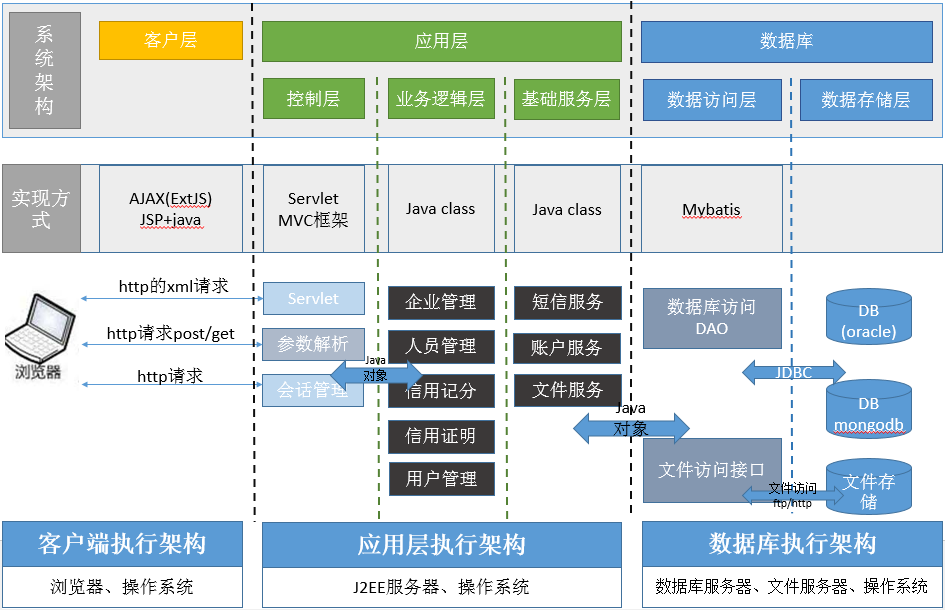 系统架构
客户层
应用层
数据库
控制层
业务逻辑层
基础服务层
数据访问层
数据存储层
实现方式
AJAX(ExtJS)
JSP+java
Servlet
MVC框架
Java class
Java class
Mybatis
浏览器
http的xml请求
http请求post/get
http请求
Servlet
参数解析
会话管理
Java
对象
企业管理
人员管理
信用记分
信用证明
用户管理
短信服务
账户服务
文件服务
Java
对象
数据库访问
DAO
文件访问接口
JDBC
文件访问
ftp/http
DB
(oracle)
DB
mongodb
文件存
储
客户端执行架构
浏览器、操作系统
应用层执行架构
J2EE服务器、操作系统
数据库执行架构
数据库服务器、文件服务器、操作系统